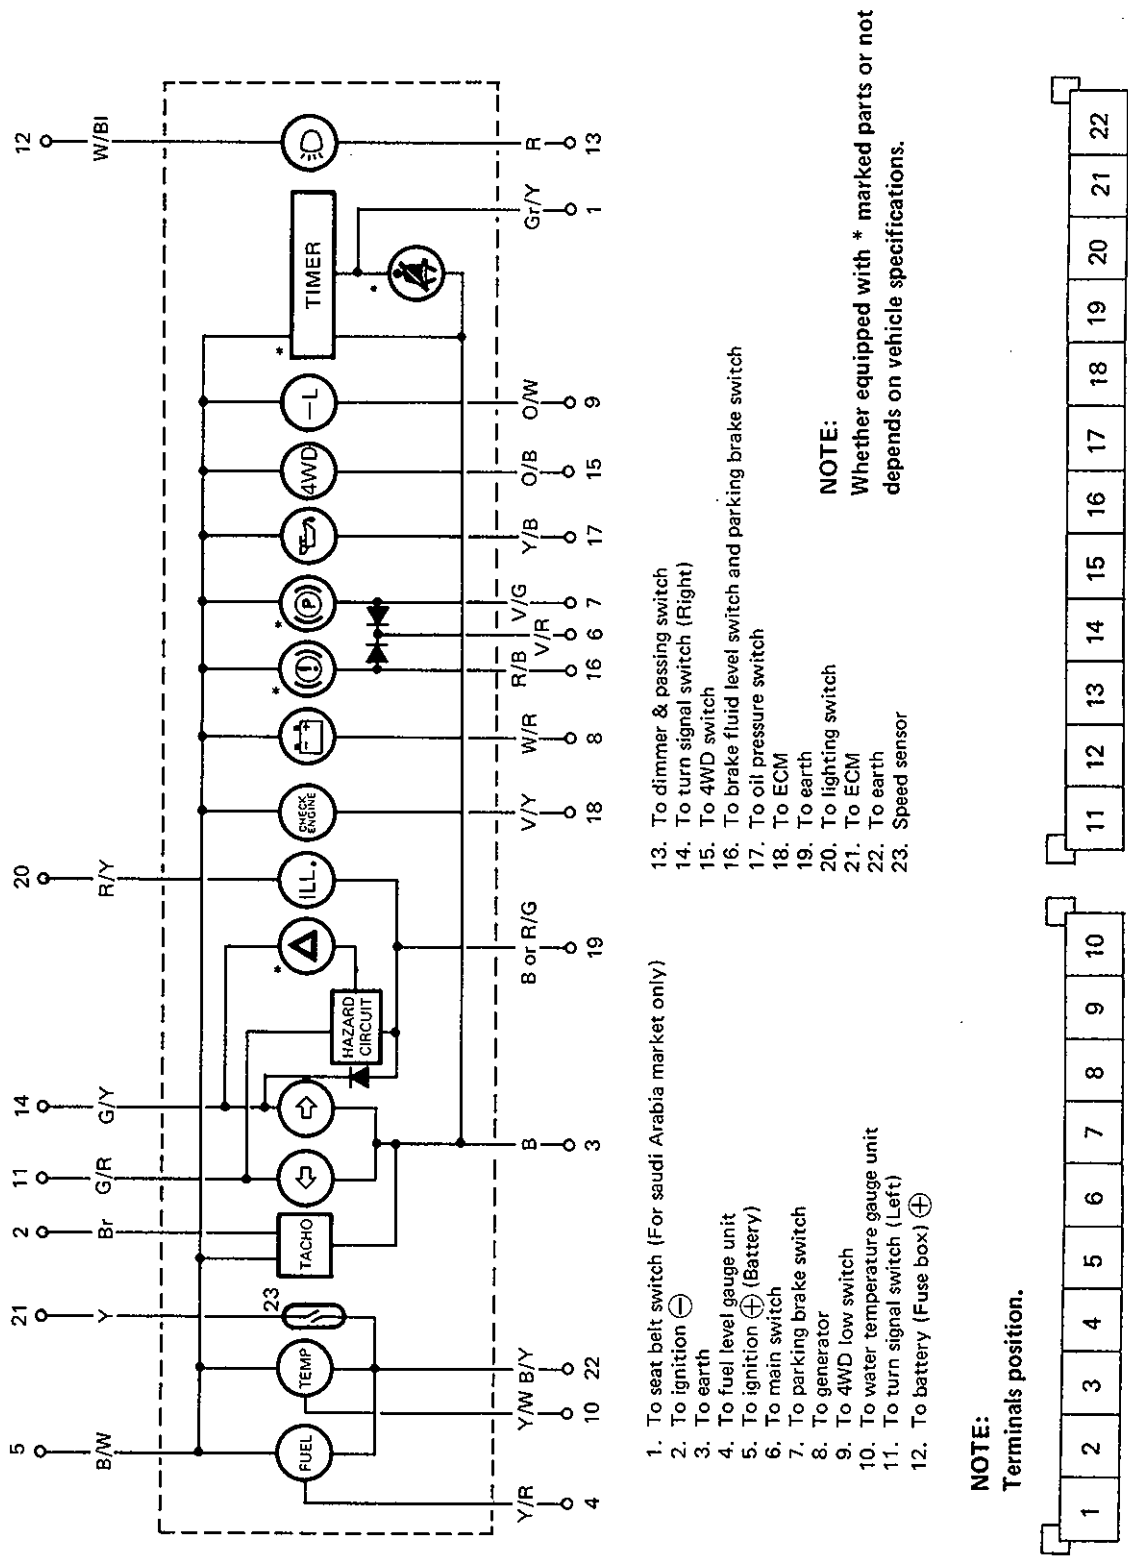 5
21
2
11
14
20
12
B/W
Y
Br
G/R
G/Y
R/Y
W/Bl
23
FUEL
TEMP
TACHO
HAZARD
CIRCUIT
*
ILL.
CHECK
ENGINE
- +
*
(!)
*
P
4WD
—L
*
TIMER
*
Y/R
Y/W
B/Y
B
B or R/G
V/Y
W/R
R/B
V/R
V/G
Y/B
O/B
O/W
Gr/Y
R
4
10
22
3
19
18
8
16
6
7
17
15
9
1
13
1. To seat belt switch (For saudi Arabia market only)
2. To ignition ⊖
3. To earth
4. To fuel level gauge unit
5. To ignition ⊕ (Battery)
6. To main switch
7. To parking brake switch
8. To generator
9. To 4WD low switch
10. To water temperature gauge unit
11. To turn signal switch (Left)
12. To battery (Fuse box) ⊕
13. To dimmer & passing switch
14. To turn signal switch (Right)
15. To 4WD switch
16. To brake fluid level switch and parking brake switch
17. To oil pressure switch
18. To ECM
19. To earth
20. To lighting switch
21. To ECM
22. To earth
23. Speed sensor
NOTE:
Whether equipped with * marked parts or not
depends on vehicle specifications.
NOTE:
Terminals position.
1 2 3 4 5 6 7 8 9 10
11 12 13 14 15 16 17 18 19 20 21 22